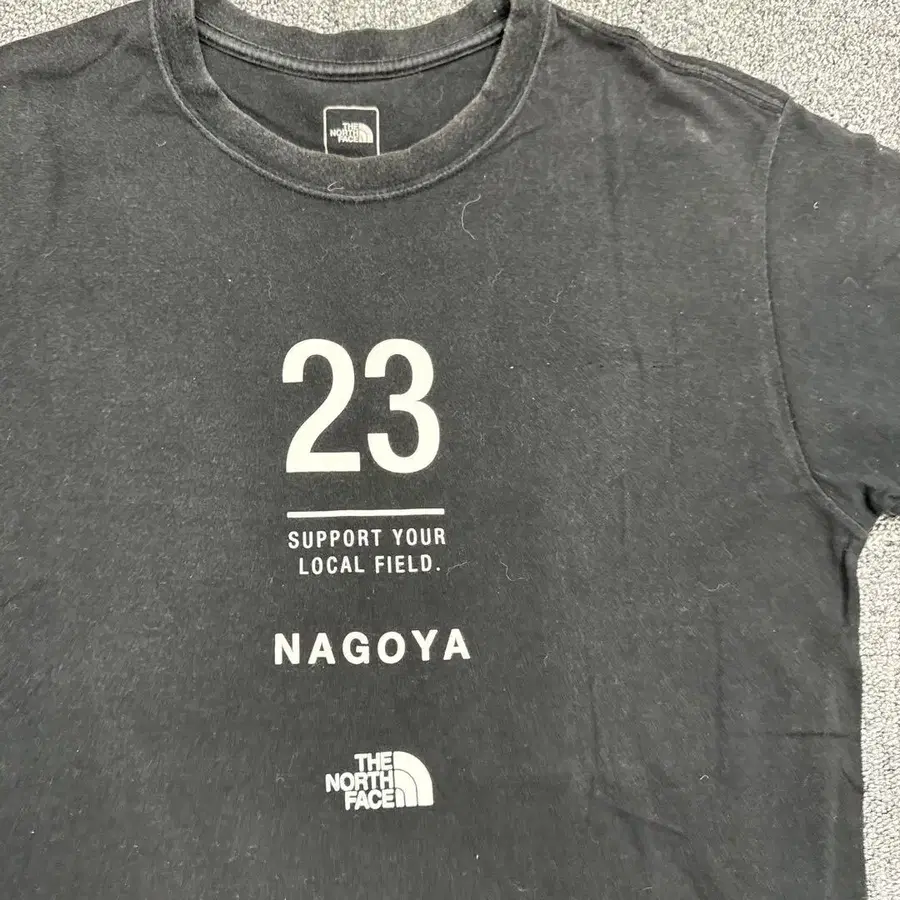 THE
NORTH
FACE
23
SUPPORT YOUR
LOCAL FIELD.
NAGOYA
THE
NORTH
FACE